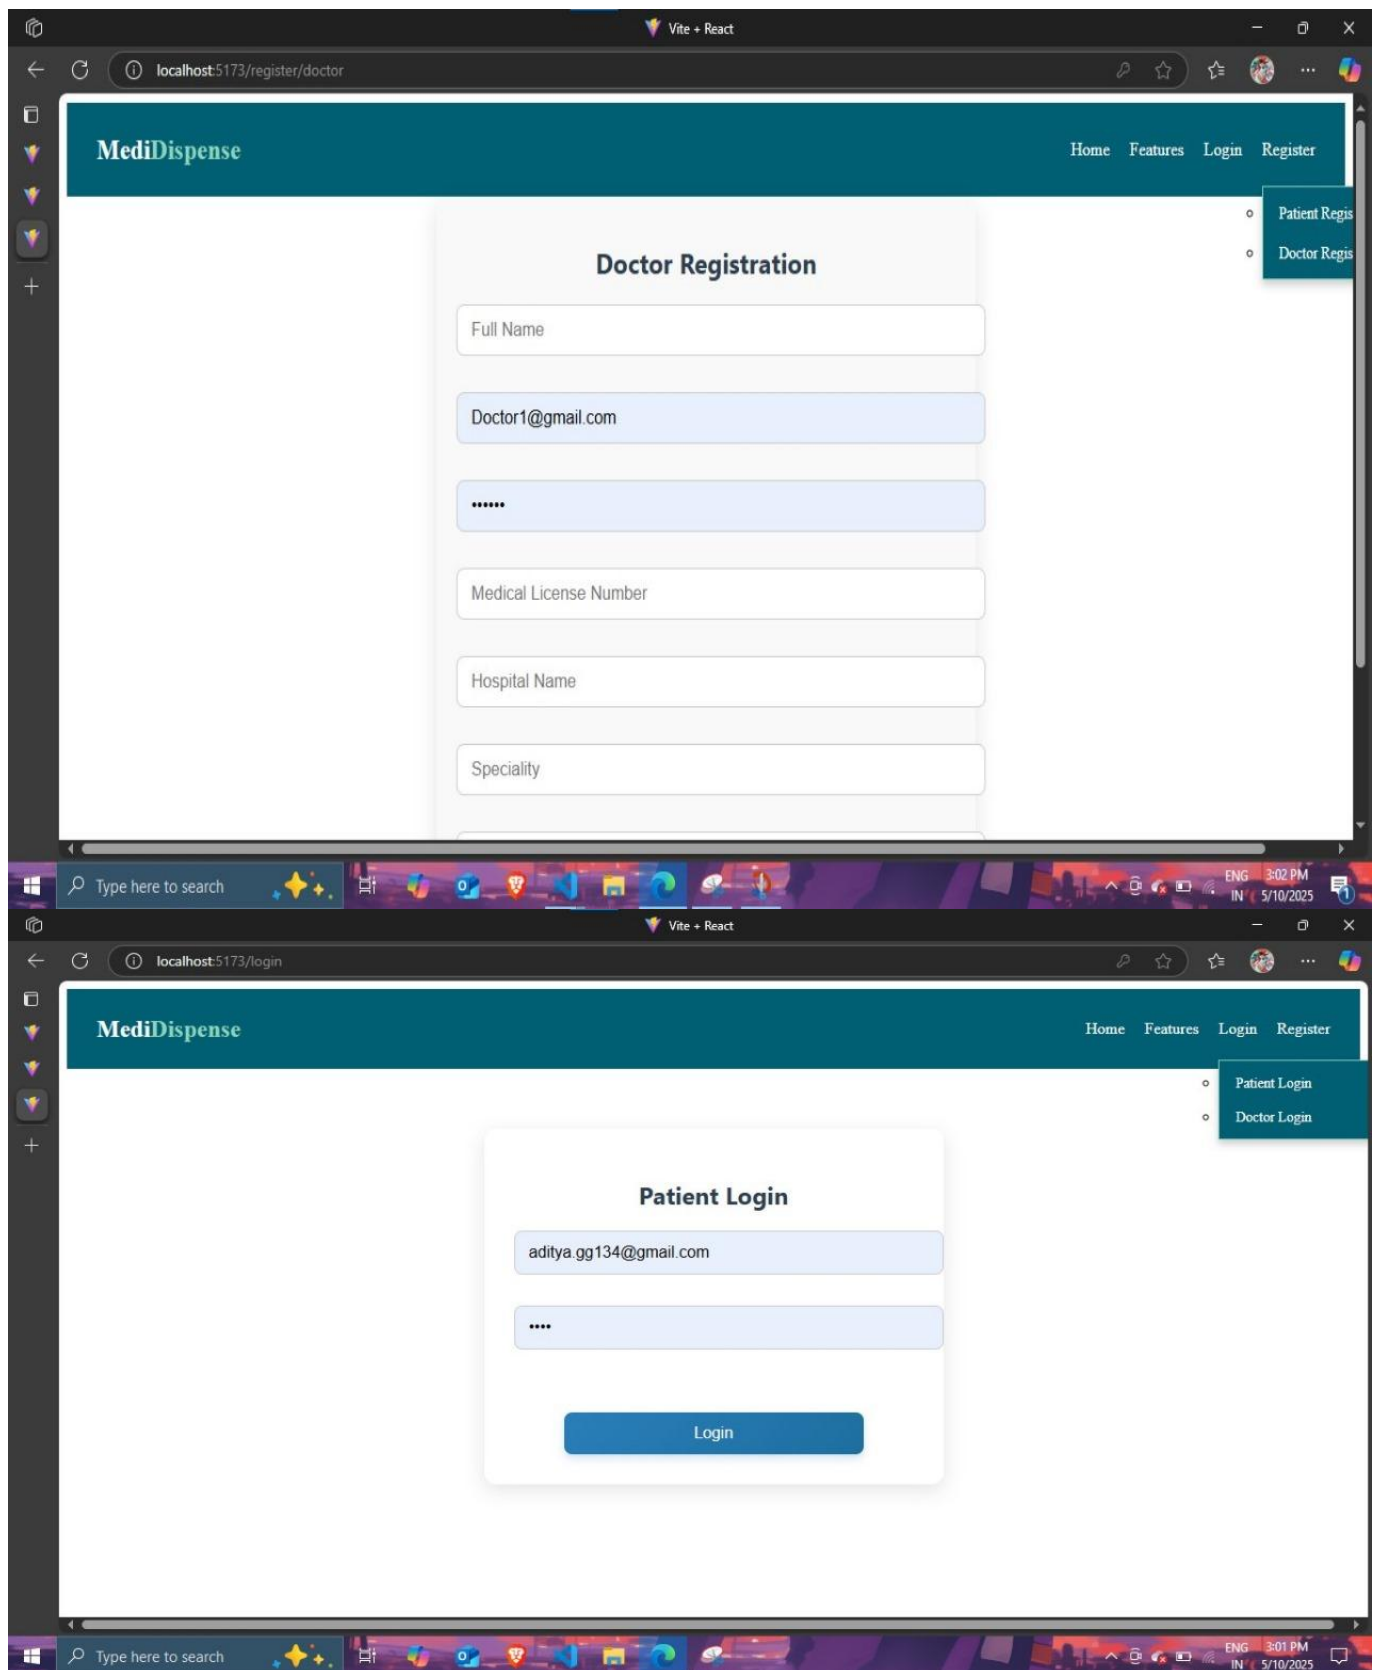 Vite + React
localhost:5173/register/doctor
MediDispense
Home Features Login Register
Patient Regis
Doctor Regis
Doctor Registration
Full Name
Doctor1@gmail.com
••••••
Medical License Number
Hospital Name
Speciality
Type here to search
ENG 3:02 PM
IN 5/10/2025
1
Vite + React
localhost:5173/login
MediDispense
Home Features Login Register
Patient Login
Doctor Login
Patient Login
aditya.gg134@gmail.com
••••
Login
Type here to search
ENG 3:01 PM
IN 5/10/2025